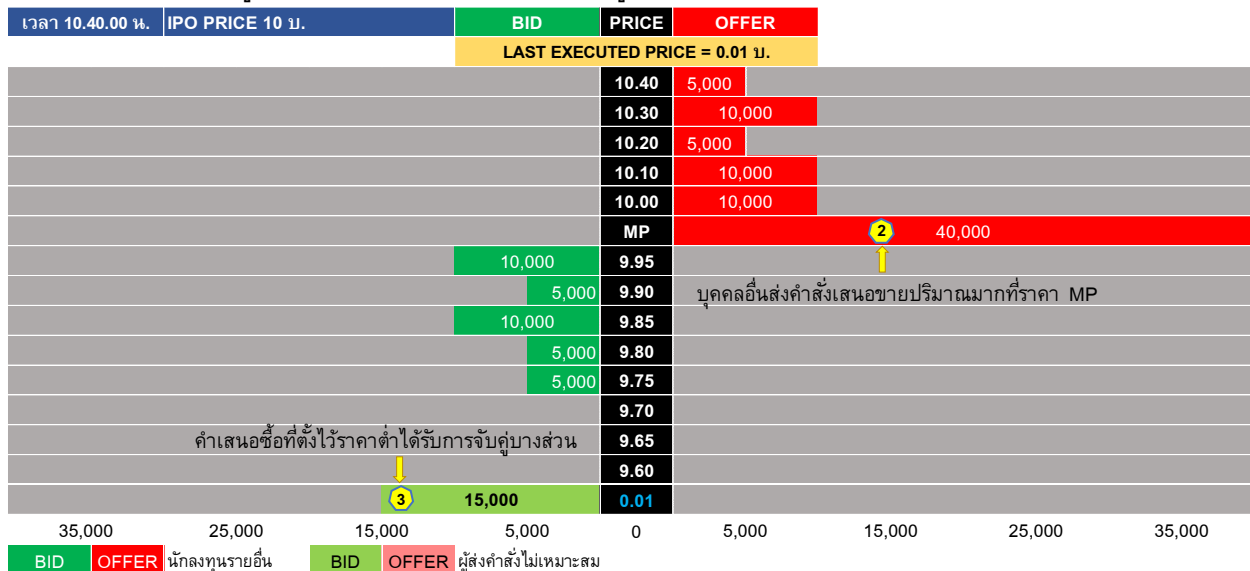 เวลา 10.40.00 น. IPO PRICE 10 บ. BID PRICE OFFER
LAST EXECUTED PRICE = 0.01 บ.
10.40 5,000
10.30 10,000
10.20 5,000
10.10 10,000
10.00 10,000
MP 2 40,000
10,000 9.95
5,000 9.90 บุคคลอื่นส่งคำสั่งเสนอขายปริมาณมากที่ราคา MP
10,000 9.85
5,000 9.80
5,000 9.75
9.70
คำเสนอซื้อที่ตั้งไว้ราคาต่ำได้รับการจับคู่บางส่วน 9.65
9.60
3 15,000 0.01
35,000 25,000 15,000 5,000 0 5,000 15,000 25,000 35,000
BID OFFER นักลงทุนรายอื่น BID OFFER ผู้ส่งคำสั่งไม่เหมาะสม